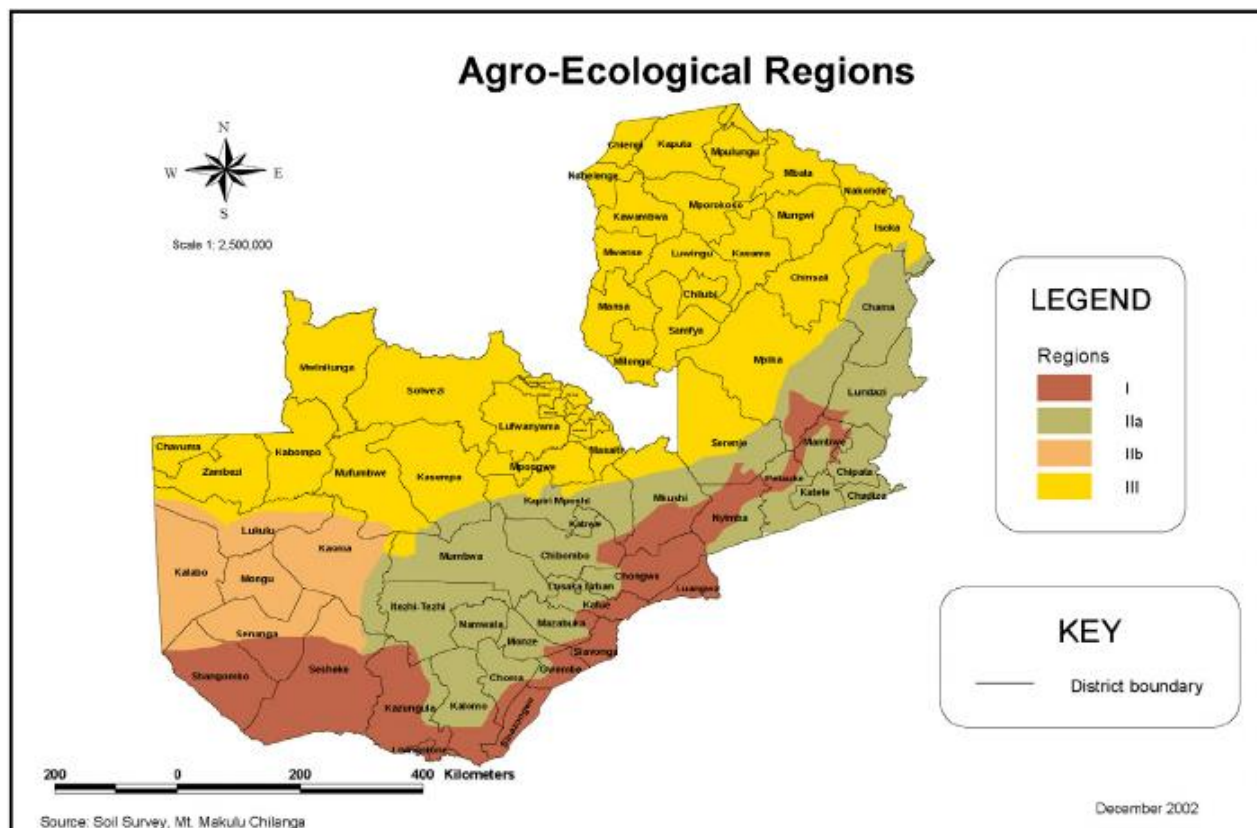 Agro-Ecological Regions
N
W E
S
Scale 1: 2,500,000
LEGEND
Regions
I
IIa
IIb
III
KEY
District boundary
Chiengi
Kaputa
Mpulungu
Mbala
Nakonde
Isoka
Mporokoso
Mungwi
Kawambwa
Mwense
Luwingu
Kasama
Chinsali
Chilubi
Mansa
Samfya
Milenge
Mpika
Chama
Lundazi
Mwinilunga
Solwezi
Lufwanyama
Masaiti
Serenje
Mambwe
Chavuma
Zambezi
Kabompo
Mufumbwe
Kasempa
Mpongwe
Chipata
Petauke
Katete
Chadiza
Kapiri Mposhi
Mkushi
Nyimba
Kabwe
Lukulu
Kaoma
Mumbwa
Chibombo
Kalabo
Mongu
Chongwe
Luangwa
Lusaka Urban
Kafue
Itezhi-Tezhi
Namwala
Mazabuka
Monze
Siavonga
Senanga
Gwembe
Shangombo
Sesheke
Choma
Kazungula
Kalomo
Sinazongwe
Livingstone
200 0 200 400 Kilometers
Source: Soil Survey, Mt. Makulu Chilanga
December 2002